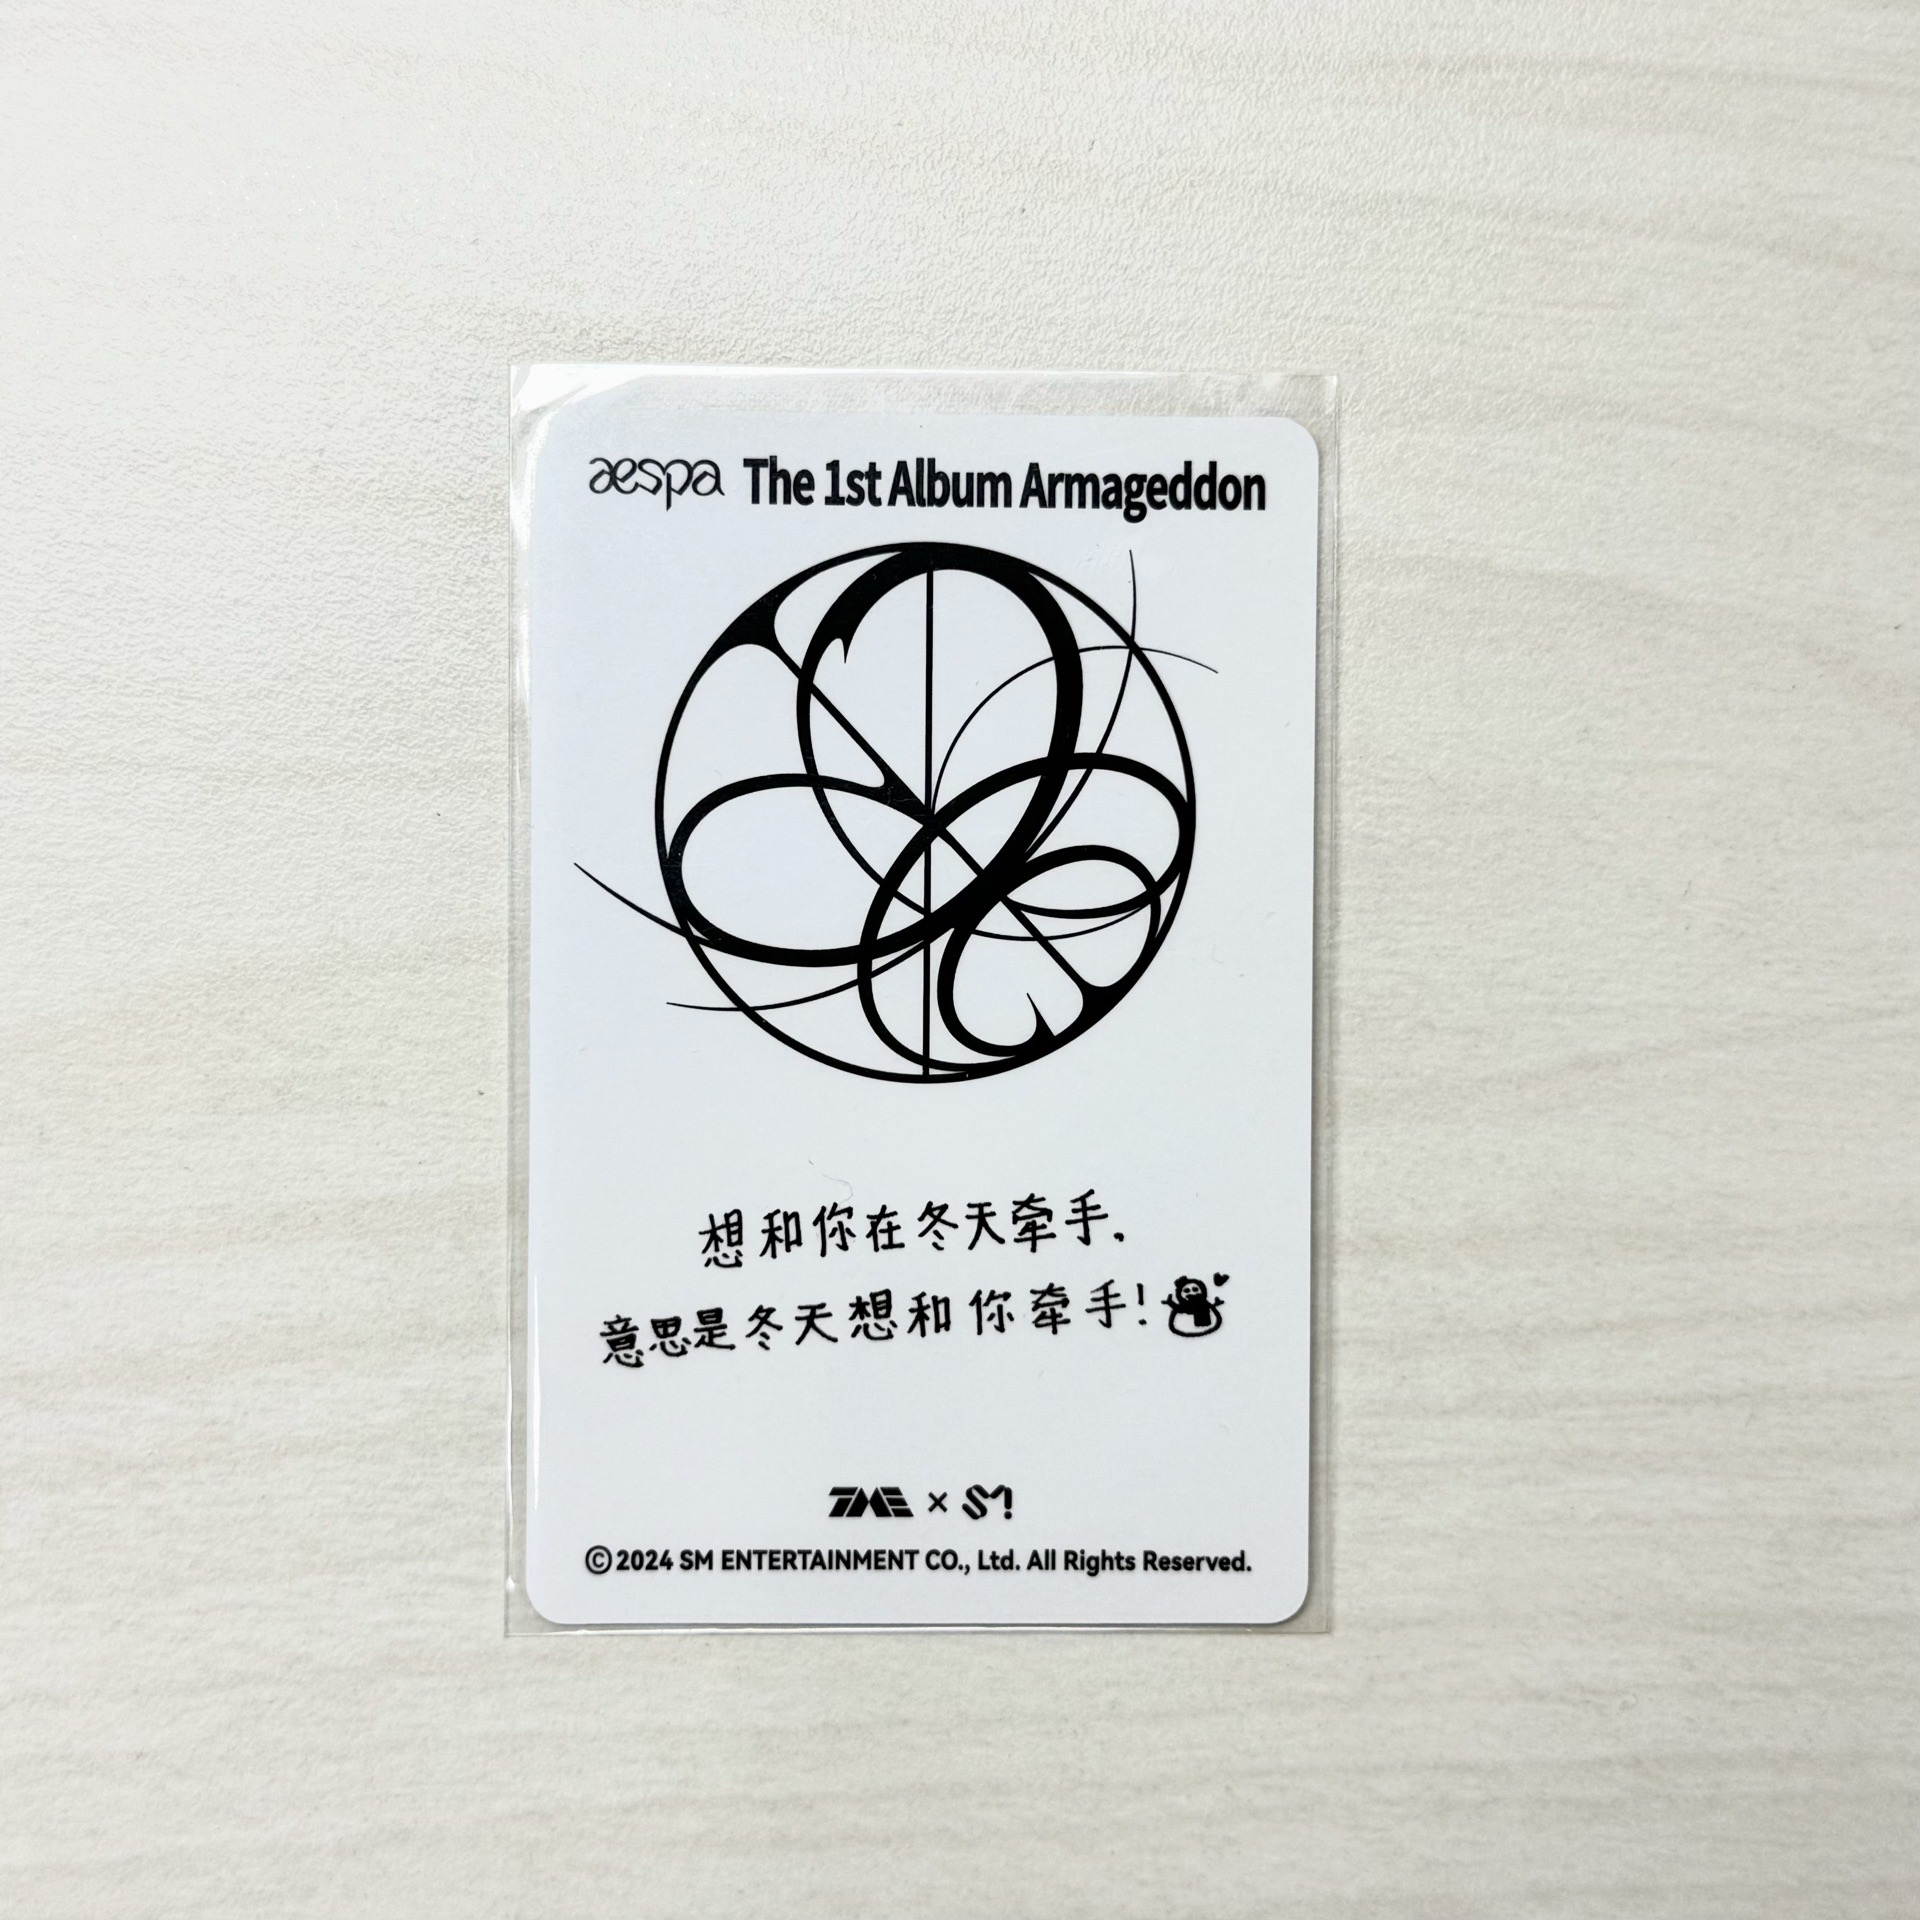 aespa The 1st Album Armageddon
想和你在冬天牵手.
意思是冬天想和你牵手!
TME × SM!
©2024 SM ENTERTAINMENT CO., Ltd. All Rights Reserved.